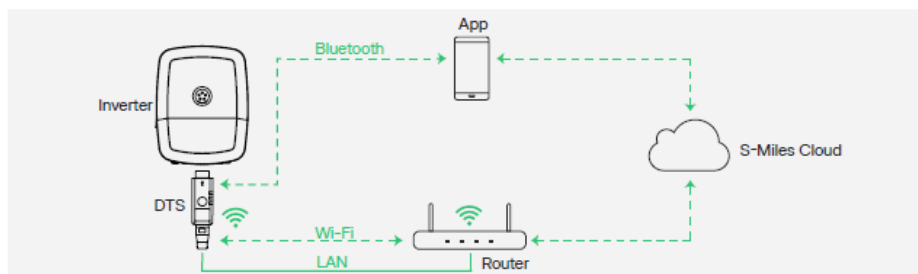 App
Bluetooth
Inverter
S-Miles Cloud
DTS
Wi-Fi
LAN
Router